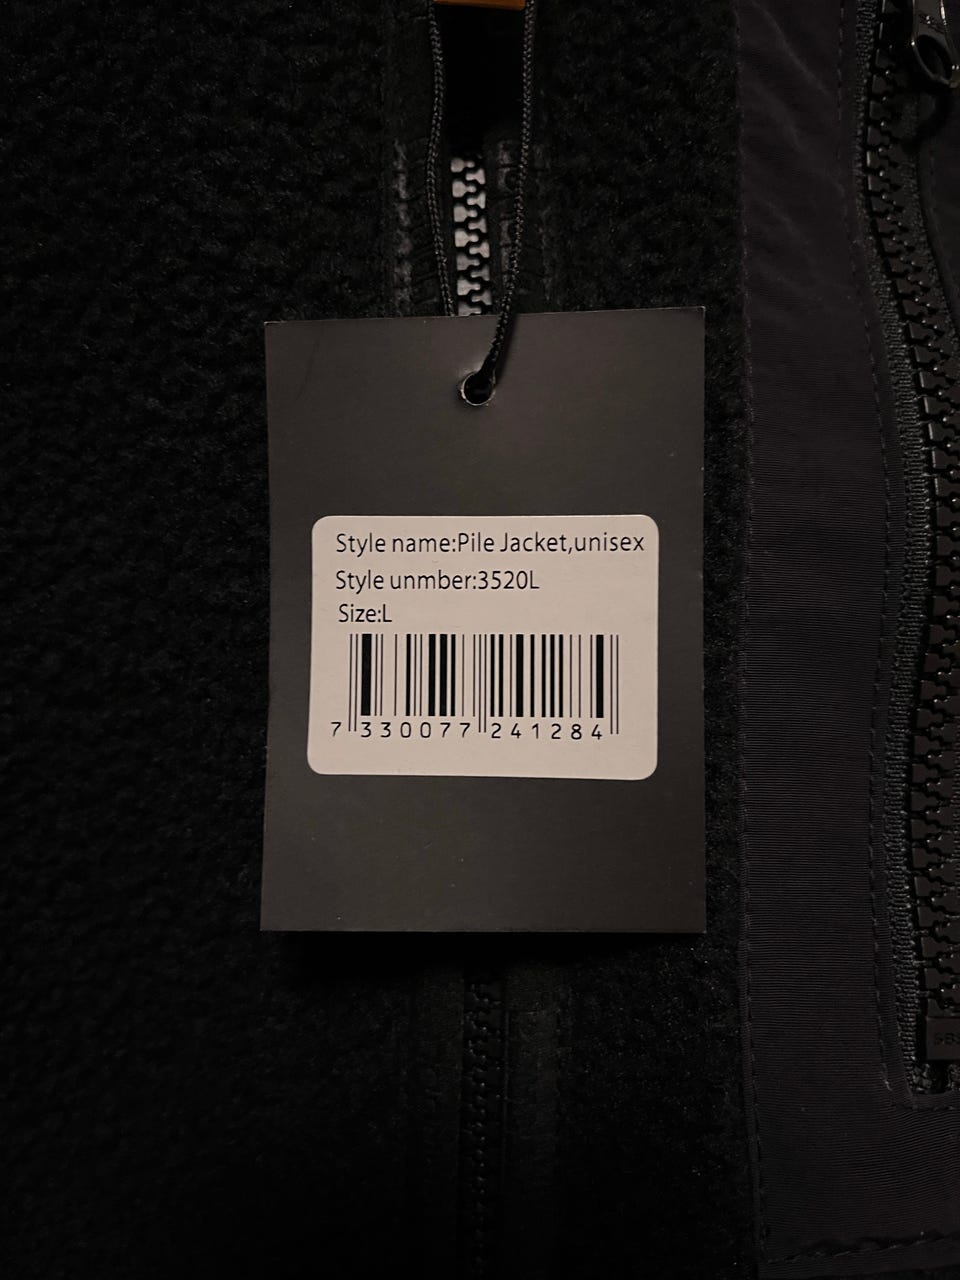 Style name:Pile Jacket,unisex
Style unmber:3520L
Size:L
7 330077 241284